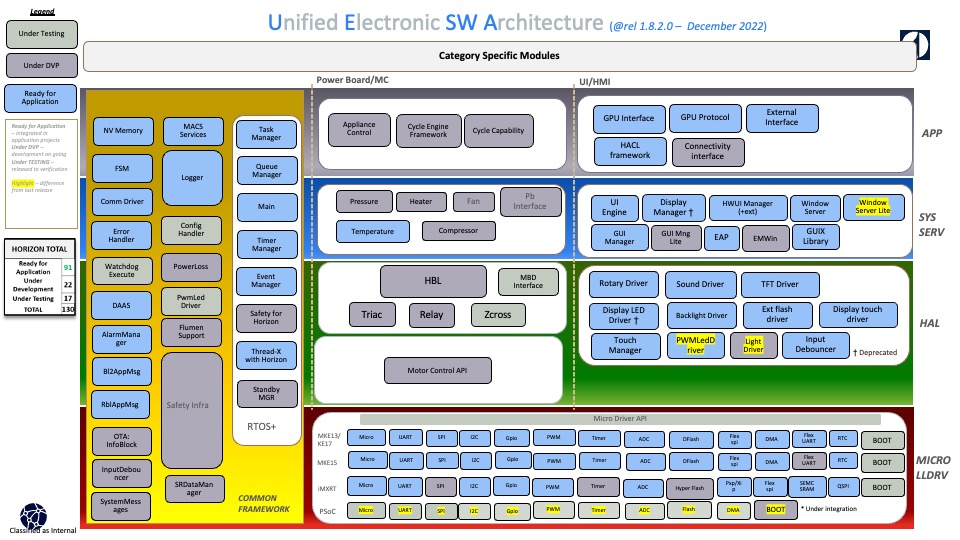 Legend
Under Testing
Under DVP
Ready for
Application
Ready for Application
– integrated in
application projects
Under DVP –
development on going
Under TESTING –
released to verification
Highlight – difference
from last release
HORIZON TOTAL
Ready for
Application 91
Under
Development 22
Under Testing 17
TOTAL 130
Classified as Internal
Unified Electronic SW Architecture (@rel 1.8.2.0 – December 2022)
Category Specific Modules
Power Board/MC
UI/HMI
NV Memory
FSM
Comm Driver
Error
Handler
Watchdog
Execute
DAAS
AlarmMana
ger
Bl2AppMsg
RblAppMsg
OTA:
InfoBlock
InputDebou
ncer
SystemMess
ages
MACS
Services
Logger
Config
Handler
PowerLoss
PwmLed
Driver
Flumen
Support
Safety Infra
SRDataMan
ager
Task
Manager
Queue
Manager
Main
Timer
Manager
Event
Manager
Safety for
Horizon
Thread-X
with Horizon
Standby
MGR
RTOS+
COMMON
FRAMEWORK
Appliance
Control
Cycle Engine
Framework
Cycle Capability
GPU Interface
GPU Protocol
External
Interface
HACL
framework
Connectivity
interface
APP
Pressure
Heater
Fan
Pb
Interface
Temperature
Compressor
UI
Engine
Display
Manager †
HWUI Manager
(+ext)
Window
Server
Window
Server Lite
GUI
Manager
GUI Mng
Lite
EAP
EMWin
GUIX
Library
SYS
SERV
HBL
MBD
Interface
Triac
Relay
Zcross
Motor Control API
Rotary Driver
Sound Driver
TFT Driver
Display LED
Driver †
Backlight Driver
Ext flash
driver
Display touch
driver
Touch
Manager
PWMLedD
river
Light
Driver
Input
Debouncer
† Deprecated
HAL
Micro Driver API
MKE13/
KE17
Micro UART SPI I2C Gpio PWM Timer ADC DFlash Flex
spi DMA Flex
UART RTC BOOT
MKE15 Micro UART SPI I2C Gpio PWM Timer ADC DFlash Flex
spi DMA Flex
UART RTC BOOT
iMXRT Micro UART SPI I2C Gpio PWM Timer ADC Hyper Flash Pxp/Xi
p Flex
spi SEMC
SRAM QSPI BOOT
PSoC Micro UART SPI I2C Gpio PWM Timer ADC Flash DMA BOOT * Under integration
MICRO
LLDRV